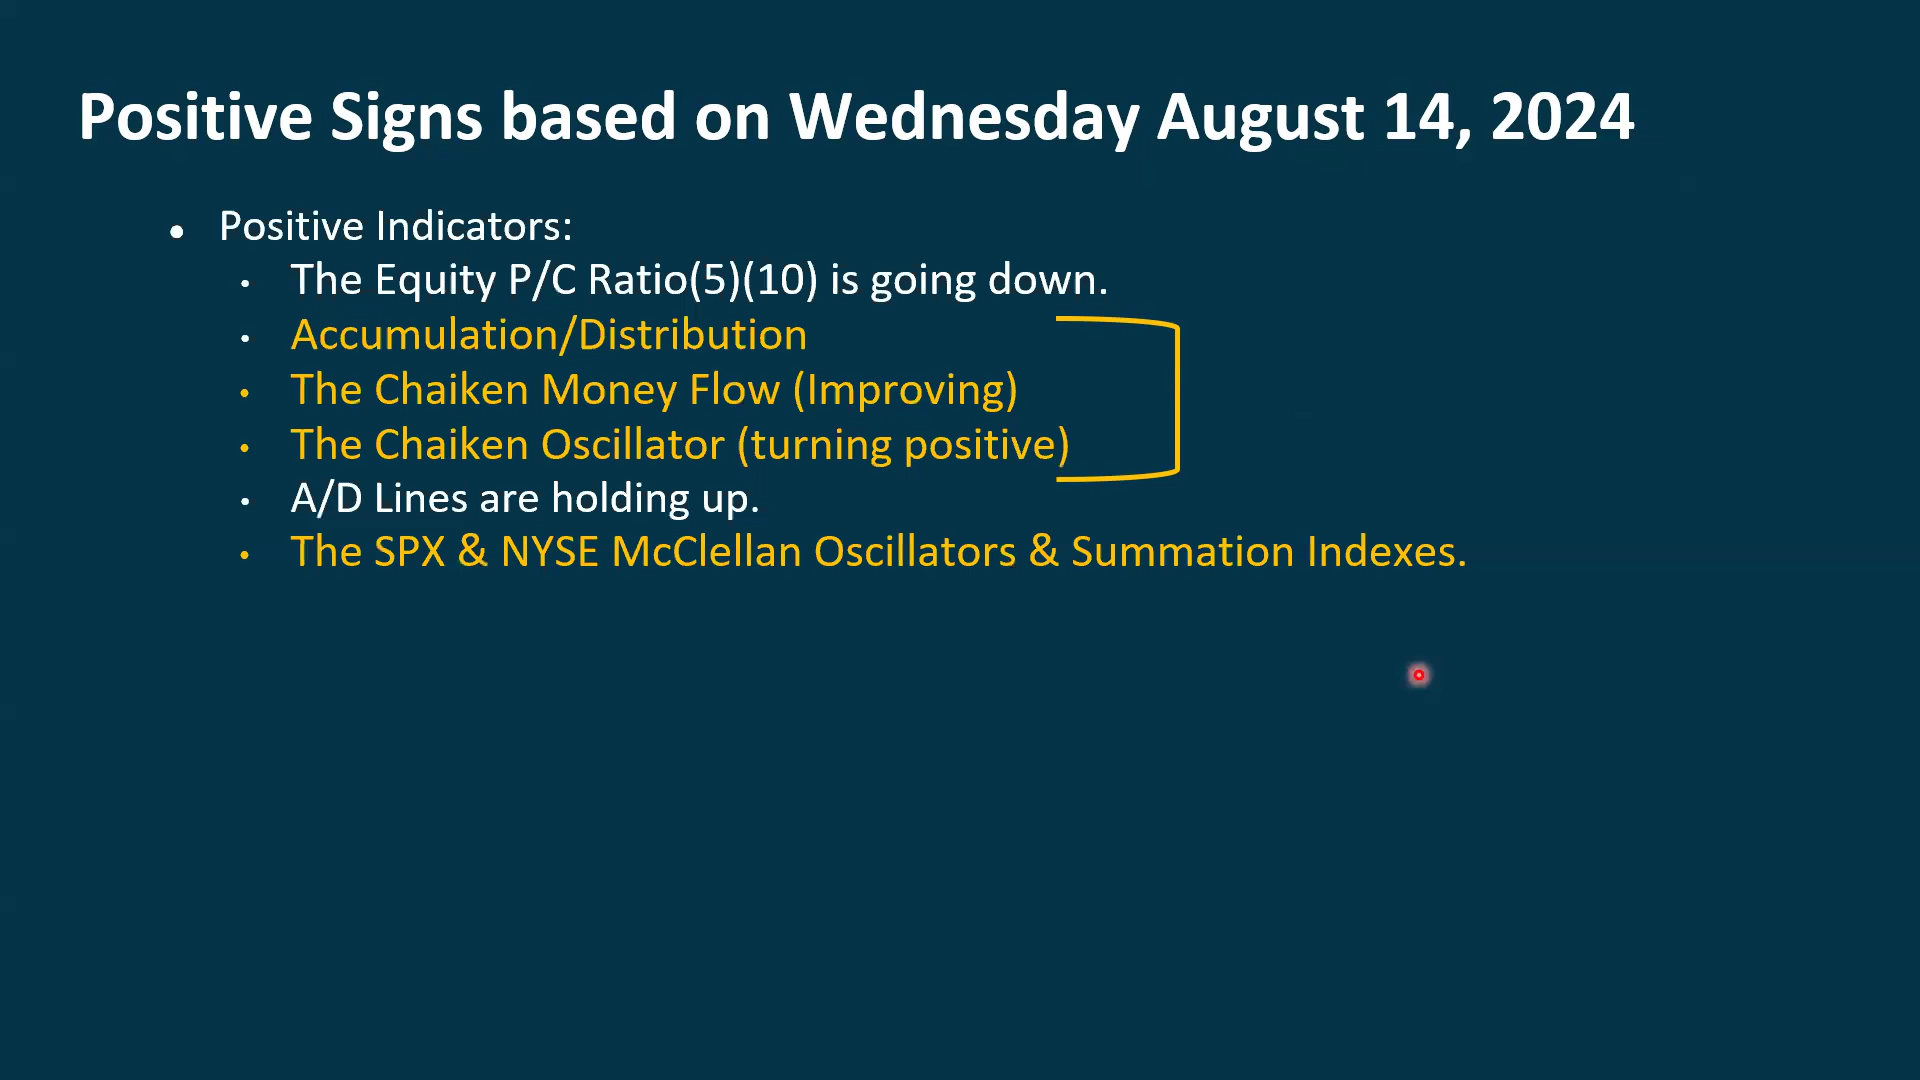 Positive Signs based on Wednesday August 14, 2024
Positive Indicators:
The Equity P/C Ratio(5)(10) is going down.
Accumulation/Distribution
The Chaiken Money Flow (Improving)
The Chaiken Oscillator (turning positive)
A/D Lines are holding up.
The SPX & NYSE McClellan Oscillators & Summation Indexes.